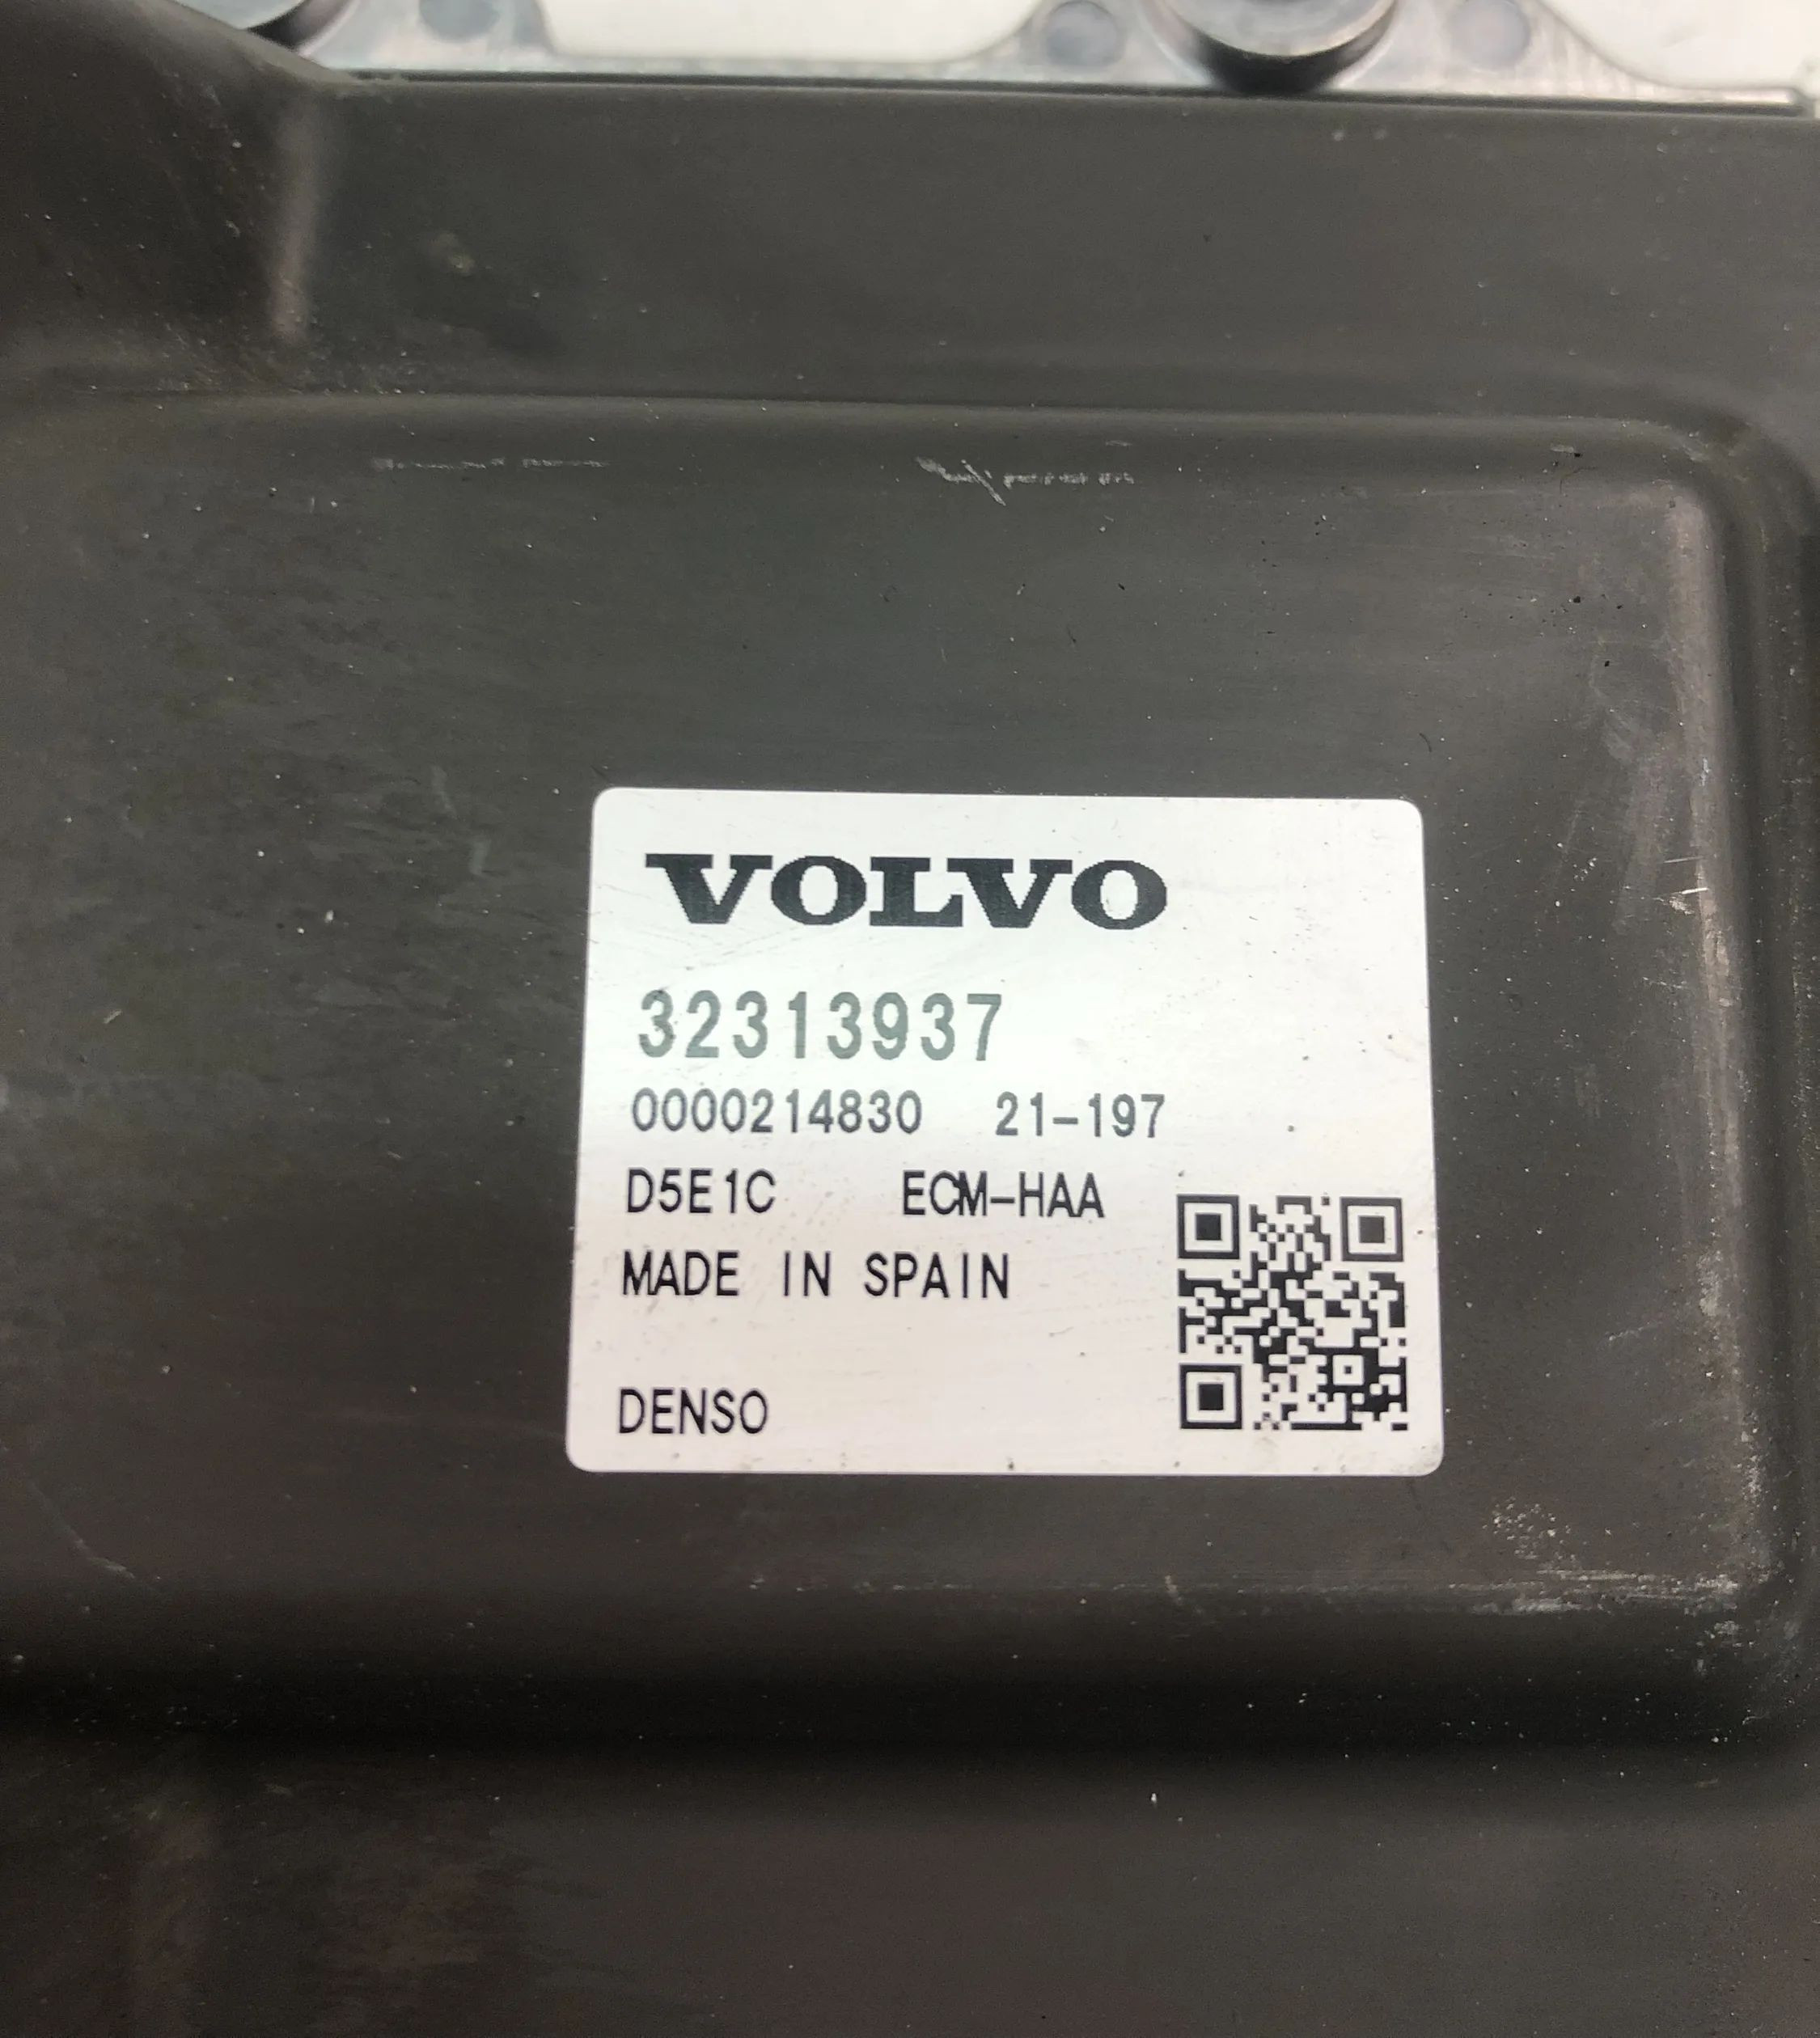 VOLVO
32313937
0000214830 21-197
D5E1C ECM-HAA
MADE IN SPAIN
DENSO